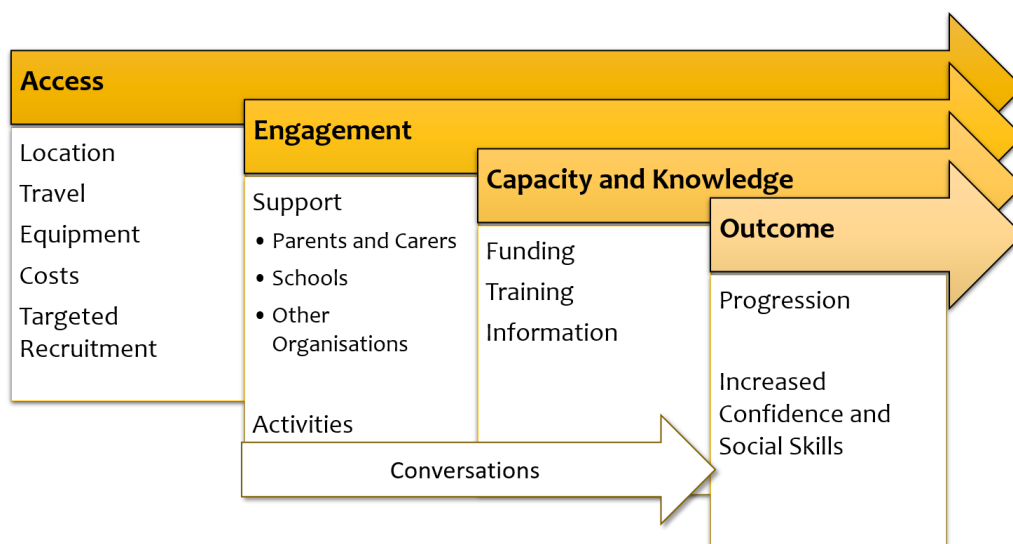 Access
Location
Travel
Equipment
Costs
Targeted
Recruitment
Engagement
Support
• Parents and Carers
• Schools
• Other
Organisations
Activities
Capacity and Knowledge
Funding
Training
Information
Outcome
Progression
Increased
Confidence and
Social Skills
Conversations